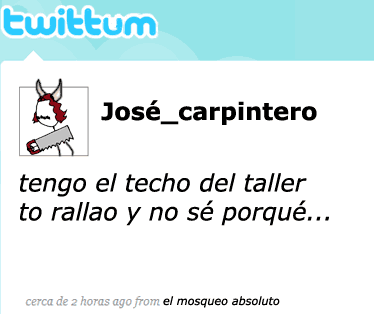 twittum
José_carpintero
tengo el techo del taller
to rallao y no sé porqué...
cerca de 2 horas ago from el mosqueo absoluto